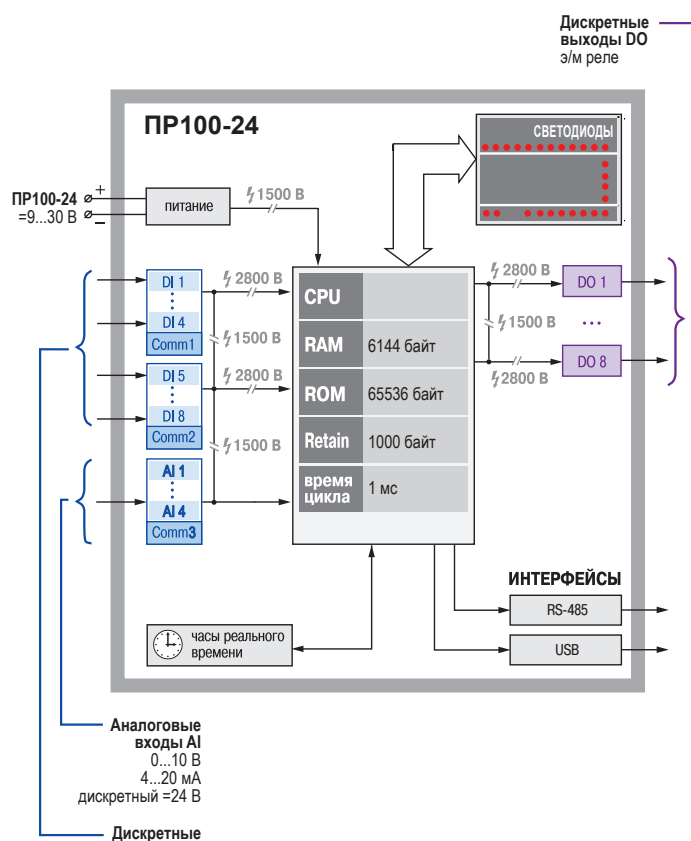 Дискретные
выходы DO
э/м реле
ПР100-24
СВЕТОДИОДЫ
ПР100-24
=9...30 В
+
–
питание
1500 В
DI 1
DI 4
Comm1
2800 В
1500 В
DI 5
DI 8
Comm2
2800 В
1500 В
AI 1
AI 4
Comm3
CPU
RAM
6144 байт
ROM
65536 байт
Retain
1000 байт
время
цикла
1 мс
2800 В
DO 1
1500 В
...
2800 В
DO 8
часы реального
времени
ИНТЕРФЕЙСЫ
RS-485
USB
Аналоговые
входы AI
0...10 В
4...20 мА
дискретный =24 В
Дискретные